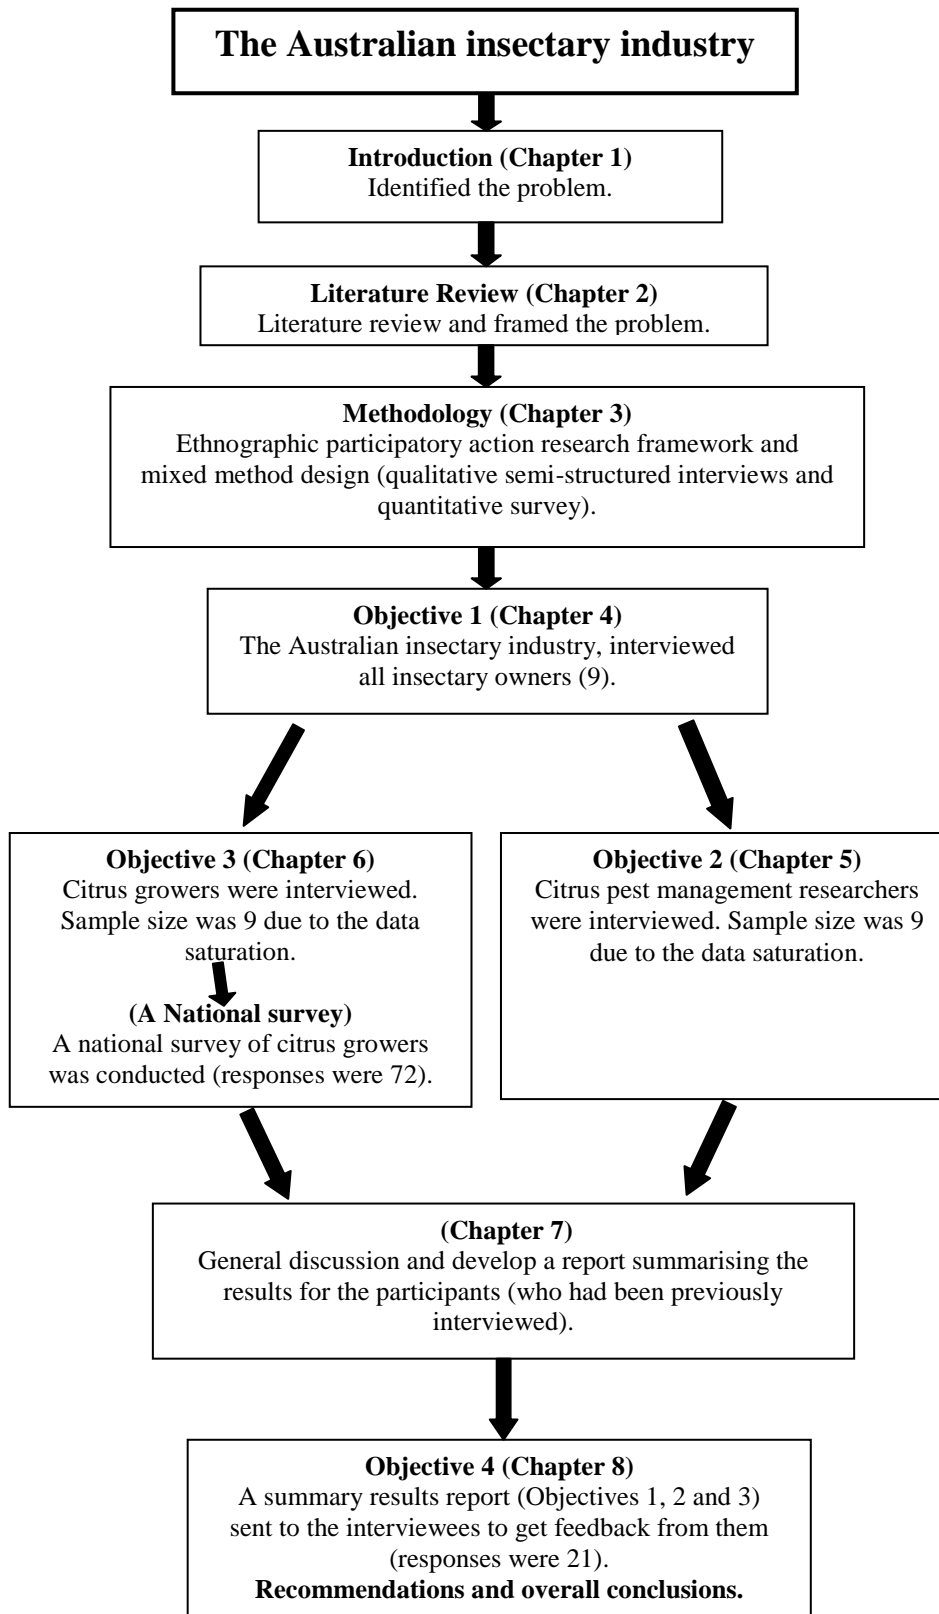 The Australian insectary industry
Introduction (Chapter 1)
Identified the problem.
Literature Review (Chapter 2)
Literature review and framed the problem.
Methodology (Chapter 3)
Ethnographic participatory action research framework and
mixed method design (qualitative semi-structured interviews and
quantitative survey).
Objective 1 (Chapter 4)
The Australian insectary industry, interviewed
all insectary owners (9).
Objective 3 (Chapter 6)
Citrus growers were interviewed.
Sample size was 9 due to the data
saturation.
(A National survey)
A national survey of citrus growers
was conducted (responses were 72).
Objective 2 (Chapter 5)
Citrus pest management researchers
were interviewed. Sample size was 9
due to the data saturation.
(Chapter 7)
General discussion and develop a report summarising the
results for the participants (who had been previously
interviewed).
Objective 4 (Chapter 8)
A summary results report (Objectives 1, 2 and 3)
sent to the interviewees to get feedback from them
(responses were 21).
Recommendations and overall conclusions.